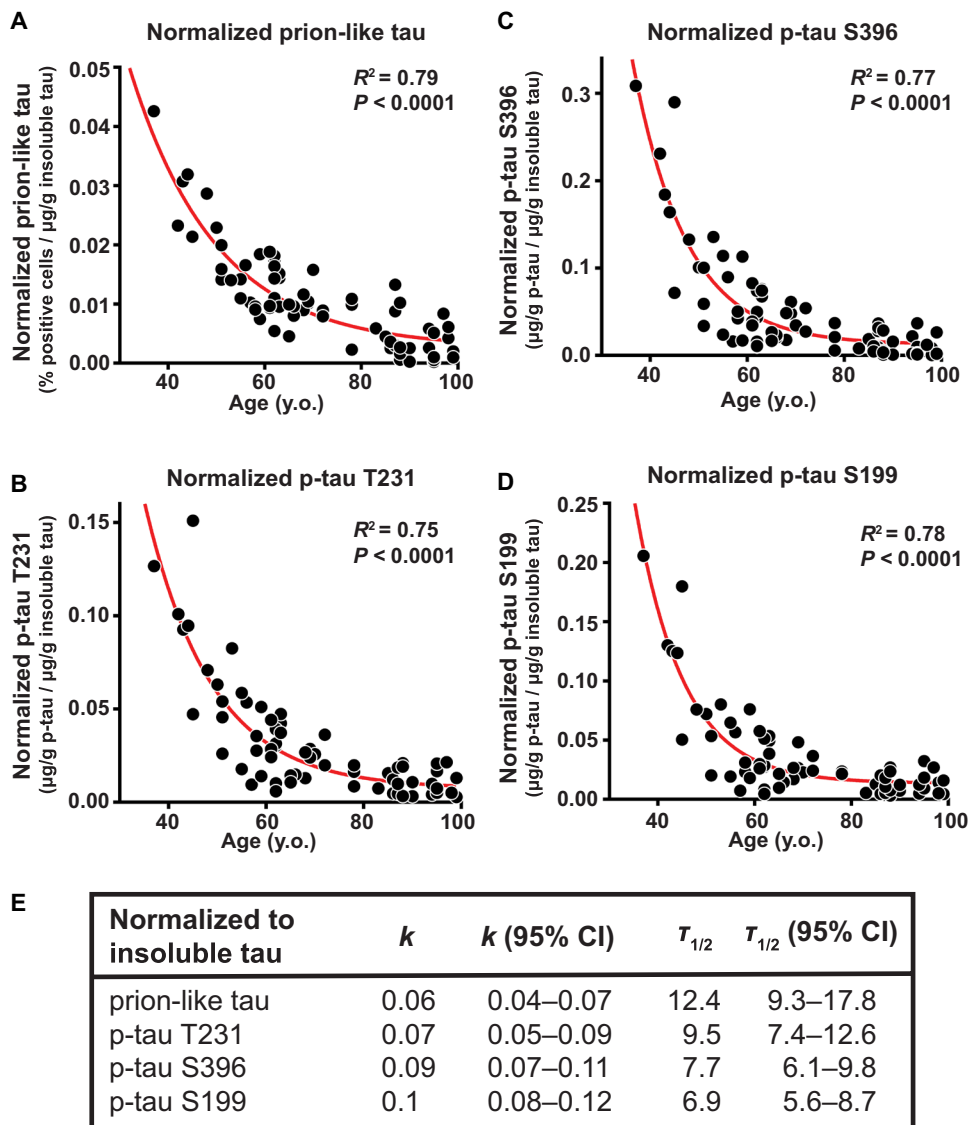 A
Normalized prion-like tau
R² = 0.79
P < 0.0001
Normalized prion-like tau
(% positive cells / µg/g insoluble tau)
0.05
0.04
0.03
0.02
0.01
0.00
40 60 80 100
Age (y.o.)
C
Normalized p-tau S396
R² = 0.77
P < 0.0001
Normalized p-tau S396
(µg/g p-tau / µg/g insoluble tau)
0.3
0.2
0.1
0.0
40 60 80 100
Age (y.o.)
B
Normalized p-tau T231
R² = 0.75
P < 0.0001
Normalized p-tau T231
(µg/g p-tau / µg/g insoluble tau)
0.15
0.10
0.05
0.00
40 60 80 100
Age (y.o.)
D
Normalized p-tau S199
R² = 0.78
P < 0.0001
Normalized p-tau S199
(µg/g p-tau / µg/g insoluble tau)
0.25
0.20
0.15
0.10
0.05
0.00
40 60 80 100
Age (y.o.)
E
Normalized to
insoluble tau k k (95% CI) τ1/2 τ1/2 (95% CI)
prion-like tau 0.06 0.04–0.07 12.4 9.3–17.8
p-tau T231 0.07 0.05–0.09 9.5 7.4–12.6
p-tau S396 0.09 0.07–0.11 7.7 6.1–9.8
p-tau S199 0.1 0.08–0.12 6.9 5.6–8.7